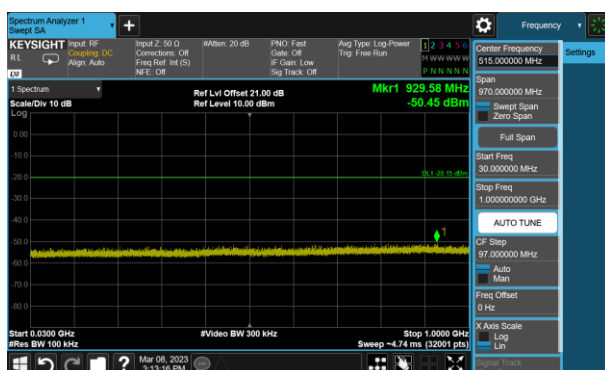 Spectrum Analyzer 1
Swept SA
+
Frequency
KEYSIGHT
RL
Input: RF
Coupling: DC
Align: Auto
Input Z: 50 Ω
Corrections: Off
Freq Ref: Int (S)
NFE: Off
#Atten: 20 dB
PNO: Fast
Gate: Off
IF Gain: Low
Sig Track: Off
Avg Type: Log-Power
Trig: Free Run
1 2 3 4 5 6
M W W W W W
P N N N N N
LXI
1 Spectrum
Scale/Div 10 dB
Log
Ref Lvl Offset 21.00 dB
Ref Level 10.00 dBm
Mkr1 929.58 MHz
-50.45 dBm
0.00
-10.0
-20.0
-30.0
-40.0
-50.0
-60.0
-70.0
-80.0
DL1 -20.15 dBm
1
Start 0.0300 GHz
#Res BW 100 kHz
#Video BW 300 kHz
Stop 1.0000 GHz
Sweep ~4.74 ms (32001 pts)
Mar 08, 2023
3:13:16 PM
?
Center Frequency
515.000000 MHz
Settings
Span
970.000000 MHz
Swept Span
Zero Span
Full Span
Start Freq
30.000000 MHz
Stop Freq
1.000000000 GHz
AUTO TUNE
CF Step
97.000000 MHz
Auto
Man
Freq Offset
0 Hz
X Axis Scale
Log
Lin
Signal Track